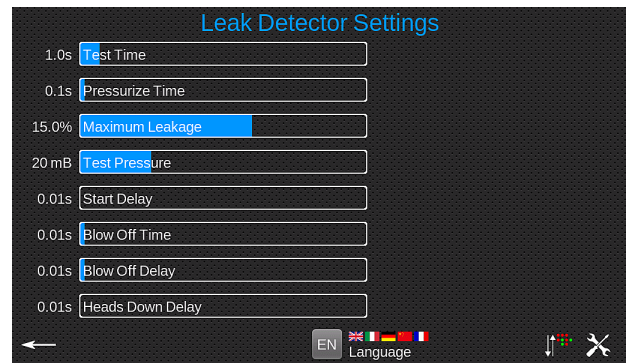 Leak Detector Settings
1.0s Test Time
0.1s Pressurize Time
15.0% Maximum Leakage
20 mB Test Pressure
0.01s Start Delay
0.01s Blow Off Time
0.01s Blow Off Delay
0.01s Heads Down Delay
EN Language